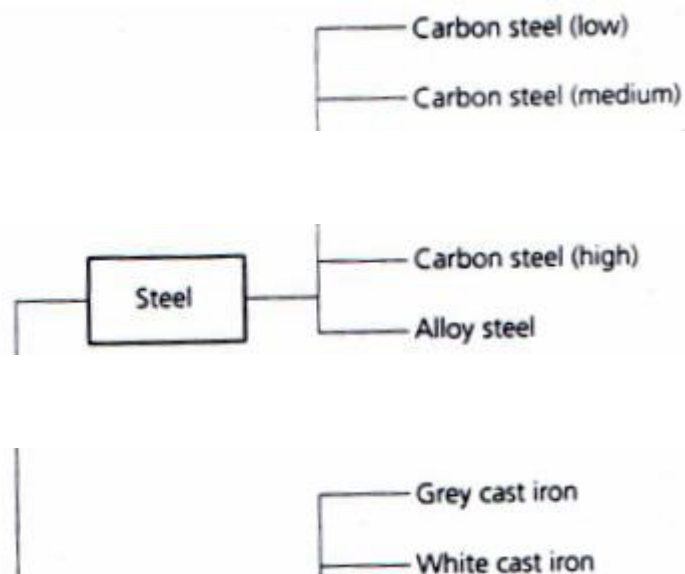 Carbon steel (low)
Carbon steel (medium)
Carbon steel (high)
Steel
Alloy steel
Grey cast iron
White cast iron